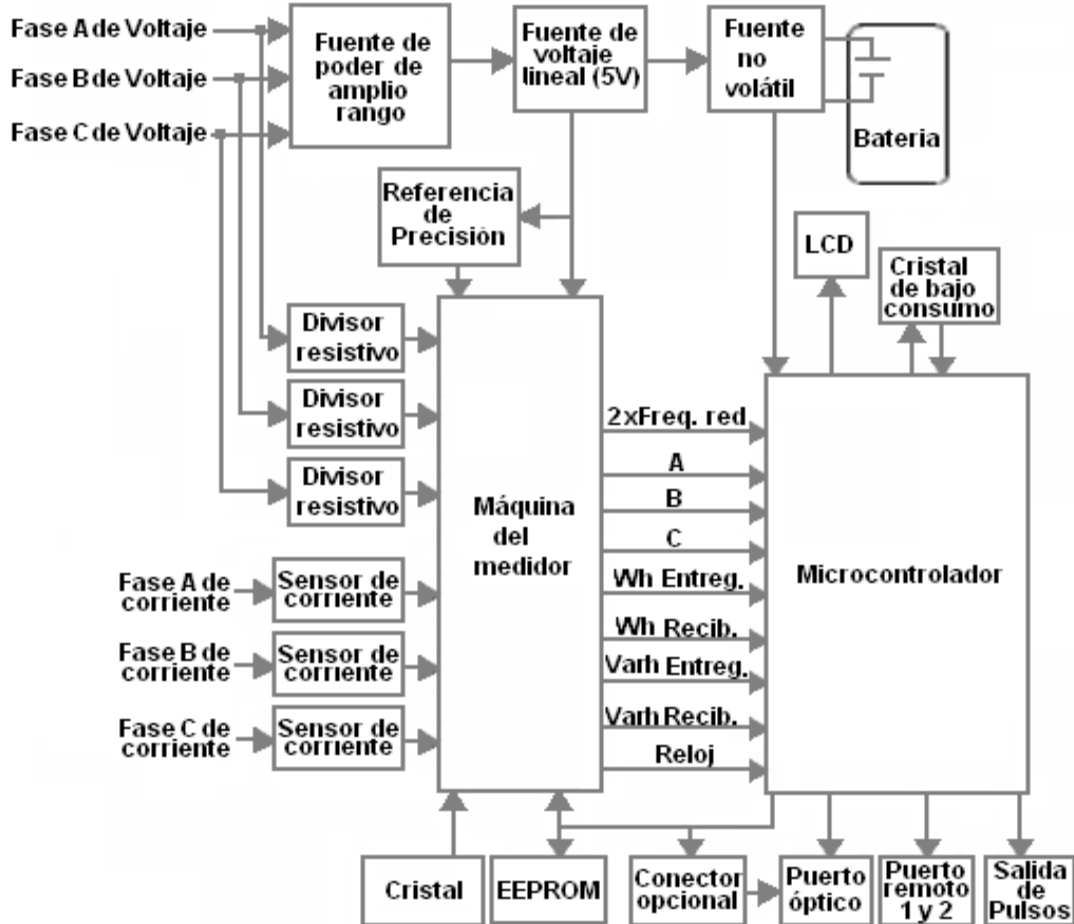 Fase A de Voltaje
Fase B de Voltaje
Fase C de Voltaje
Fuente de
poder de
amplio
rango
Fuente de
voltaje
lineal (5V)
Fuente
no
volátil
Bateria
Referencia
de
Precisión
LCD
Cristal
de bajo
consumo
Divisor
resistivo
Divisor
resistivo
Divisor
resistivo
Fase A de
corriente
Sensor de
corriente
Fase B de
corriente
Sensor de
corriente
Fase C de
corriente
Sensor de
corriente
Máquina
del
medidor
2xFreq. red
A
B
C
Wh Entreg.
Wh Recib.
Varh Entreg.
Varh Recib.
Reloj
Microcontrolador
Cristal
EEPROM
Conector
opcional
Puerto
óptico
Puerto
remoto
1 y 2
Salida
de
Pulsos